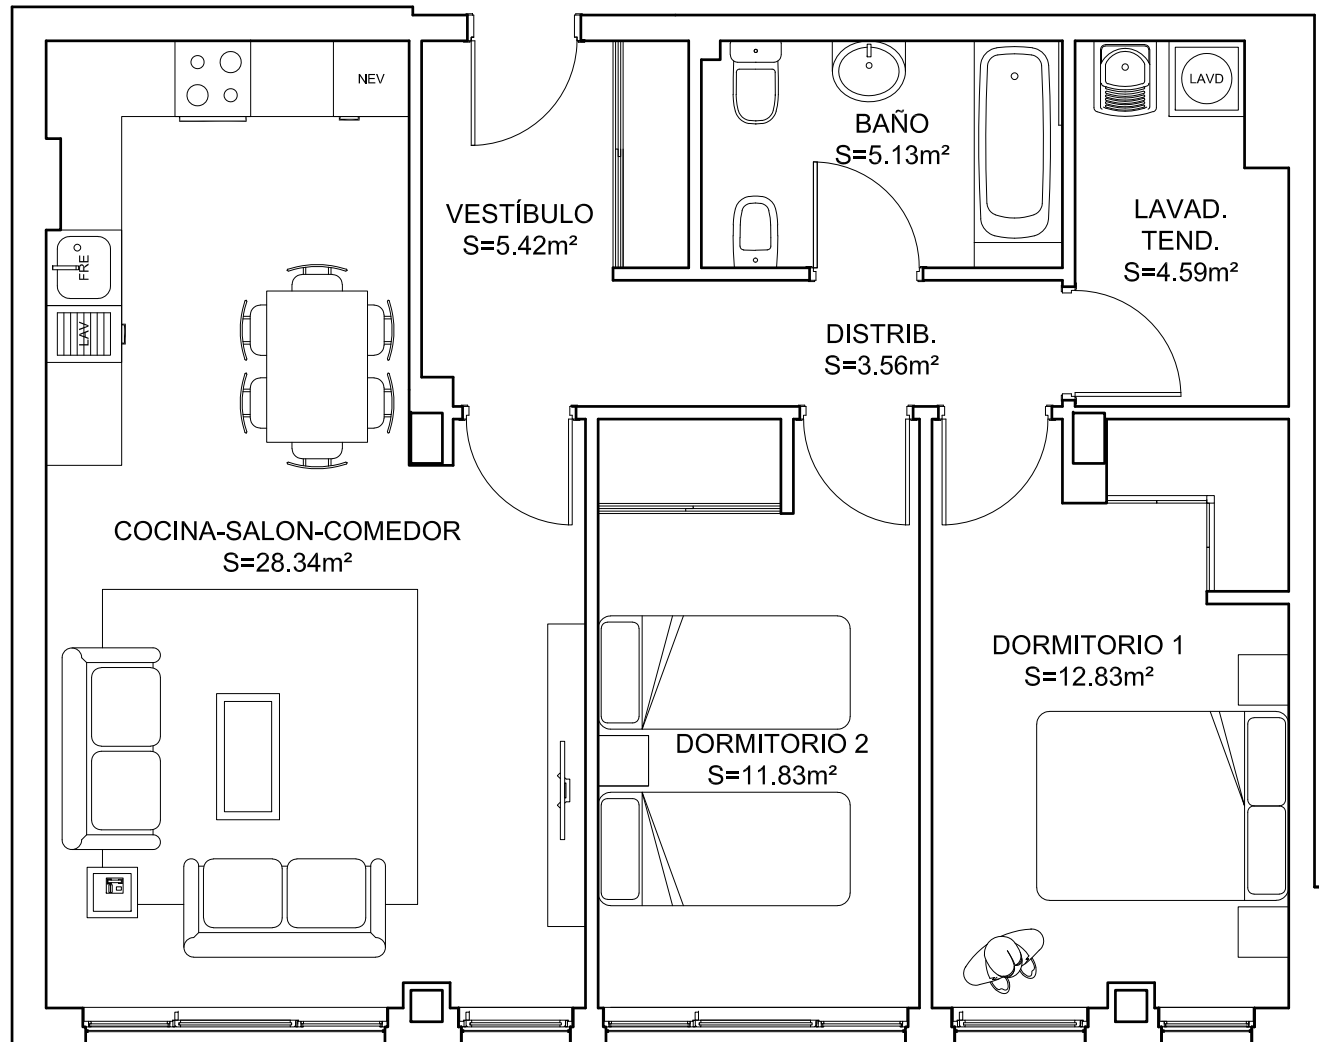 NEV
LAVD
BAÑO
S=5.13m²
VESTÍBULO
S=5.42m²
LAVAD.
TEND.
S=4.59m²
FRE
LAV
DISTRIB.
S=3.56m²
COCINA-SALON-COMEDOR
S=28.34m²
DORMITORIO 1
S=12.83m²
DORMITORIO 2
S=11.83m²